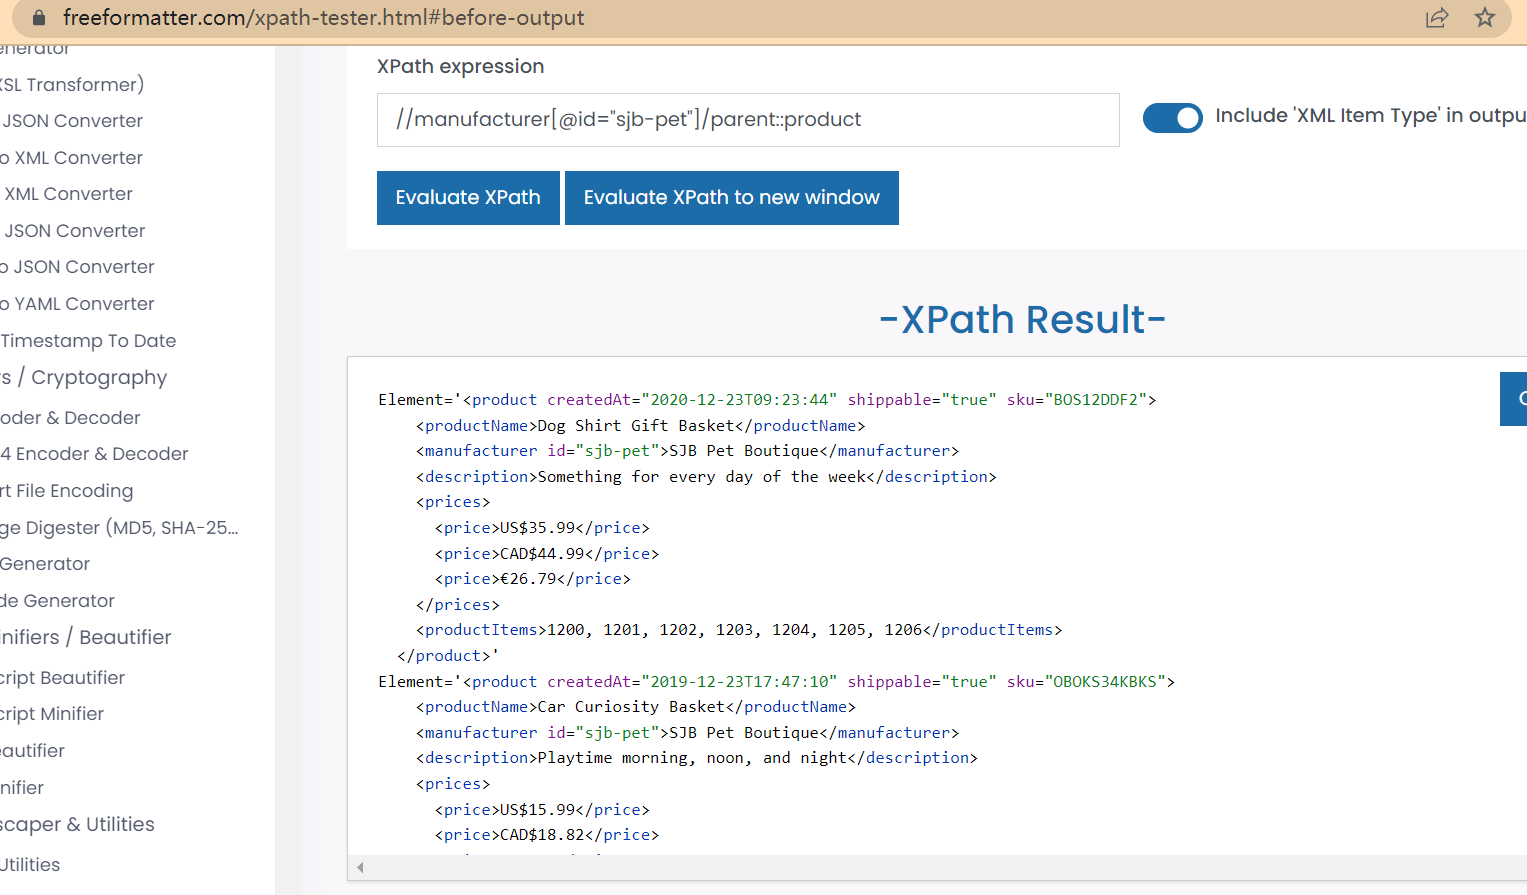 freeformatter.com/xpath-tester.html#before-output
XSL Transformer)
JSON Converter
o XML Converter
XML Converter
JSON Converter
o JSON Converter
o YAML Converter
Timestamp To Date
rs / Cryptography
oder & Decoder
4 Encoder & Decoder
rt File Encoding
ge Digester (MD5, SHA-25...
Generator
de Generator
inifiers / Beautifier
cript Beautifier
cript Minifier
eautifier
nifier
scaper & Utilities
Utilities
XPath expression
//manufacturer[@id="sjb-pet"]/parent::product
Include 'XML Item Type' in outpu
Evaluate XPath
Evaluate XPath to new window
-XPath Result-
Element='<product createdAt="2020-12-23T09:23:44" shippable="true" sku="BOS12DDF2">
<productName>Dog Shirt Gift Basket</productName>
<manufacturer id="sjb-pet">SJB Pet Boutique</manufacturer>
<description>Something for every day of the week</description>
<prices>
<price>US$35.99</price>
<price>CAD$44.99</price>
<price>€26.79</price>
</prices>
<productItems>1200, 1201, 1202, 1203, 1204, 1205, 1206</productItems>
</product>'
Element='<product createdAt="2019-12-23T17:47:10" shippable="true" sku="OBOKS34KBKS">
<productName>Car Curiosity Basket</productName>
<manufacturer id="sjb-pet">SJB Pet Boutique</manufacturer>
<description>Playtime morning, noon, and night</description>
<prices>
<price>US$15.99</price>
<price>CAD$18.82</price>